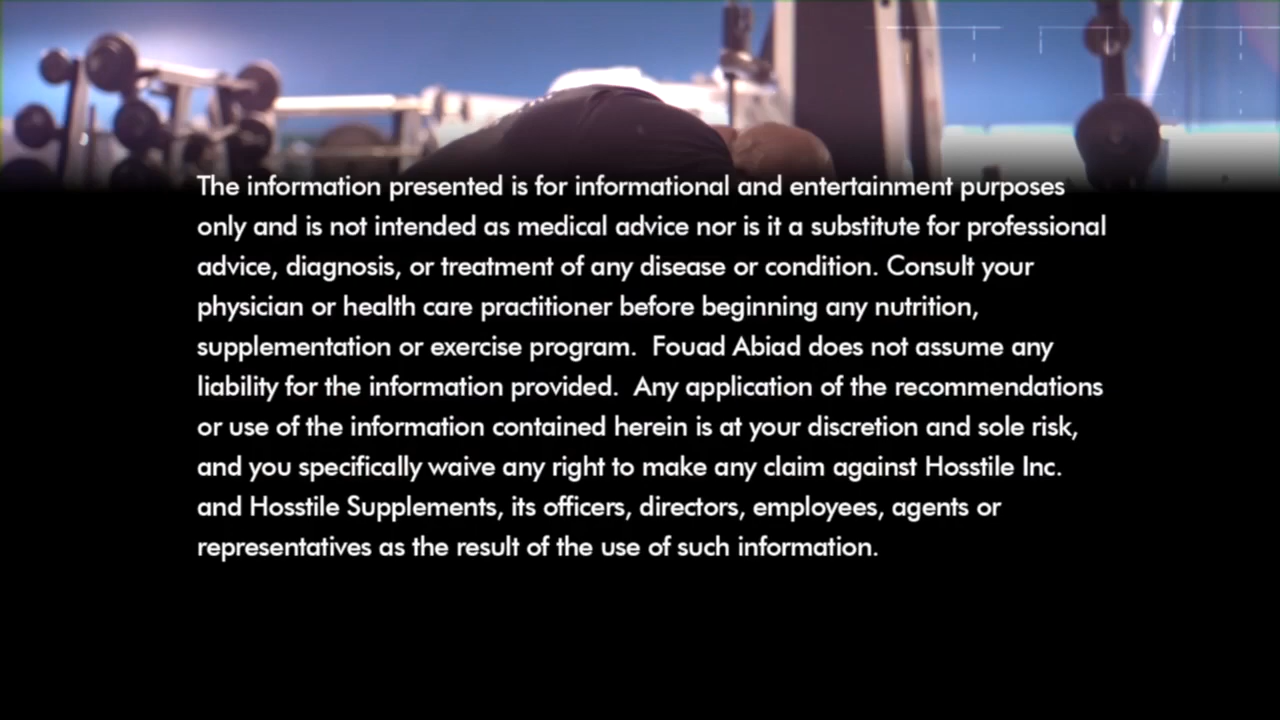 The information presented is for informational and entertainment purposes
only and is not intended as medical advice nor is it a substitute for professional
advice, diagnosis, or treatment of any disease or condition. Consult your
physician or health care practitioner before beginning any nutrition,
supplementation or exercise program.  Fouad Abiad does not assume any
liability for the information provided.  Any application of the recommendations
or use of the information contained herein is at your discretion and sole risk,
and you specifically waive any right to make any claim against Hosstile Inc.
and Hosstile Supplements, its officers, directors, employees, agents or
representatives as the result of the use of such information.